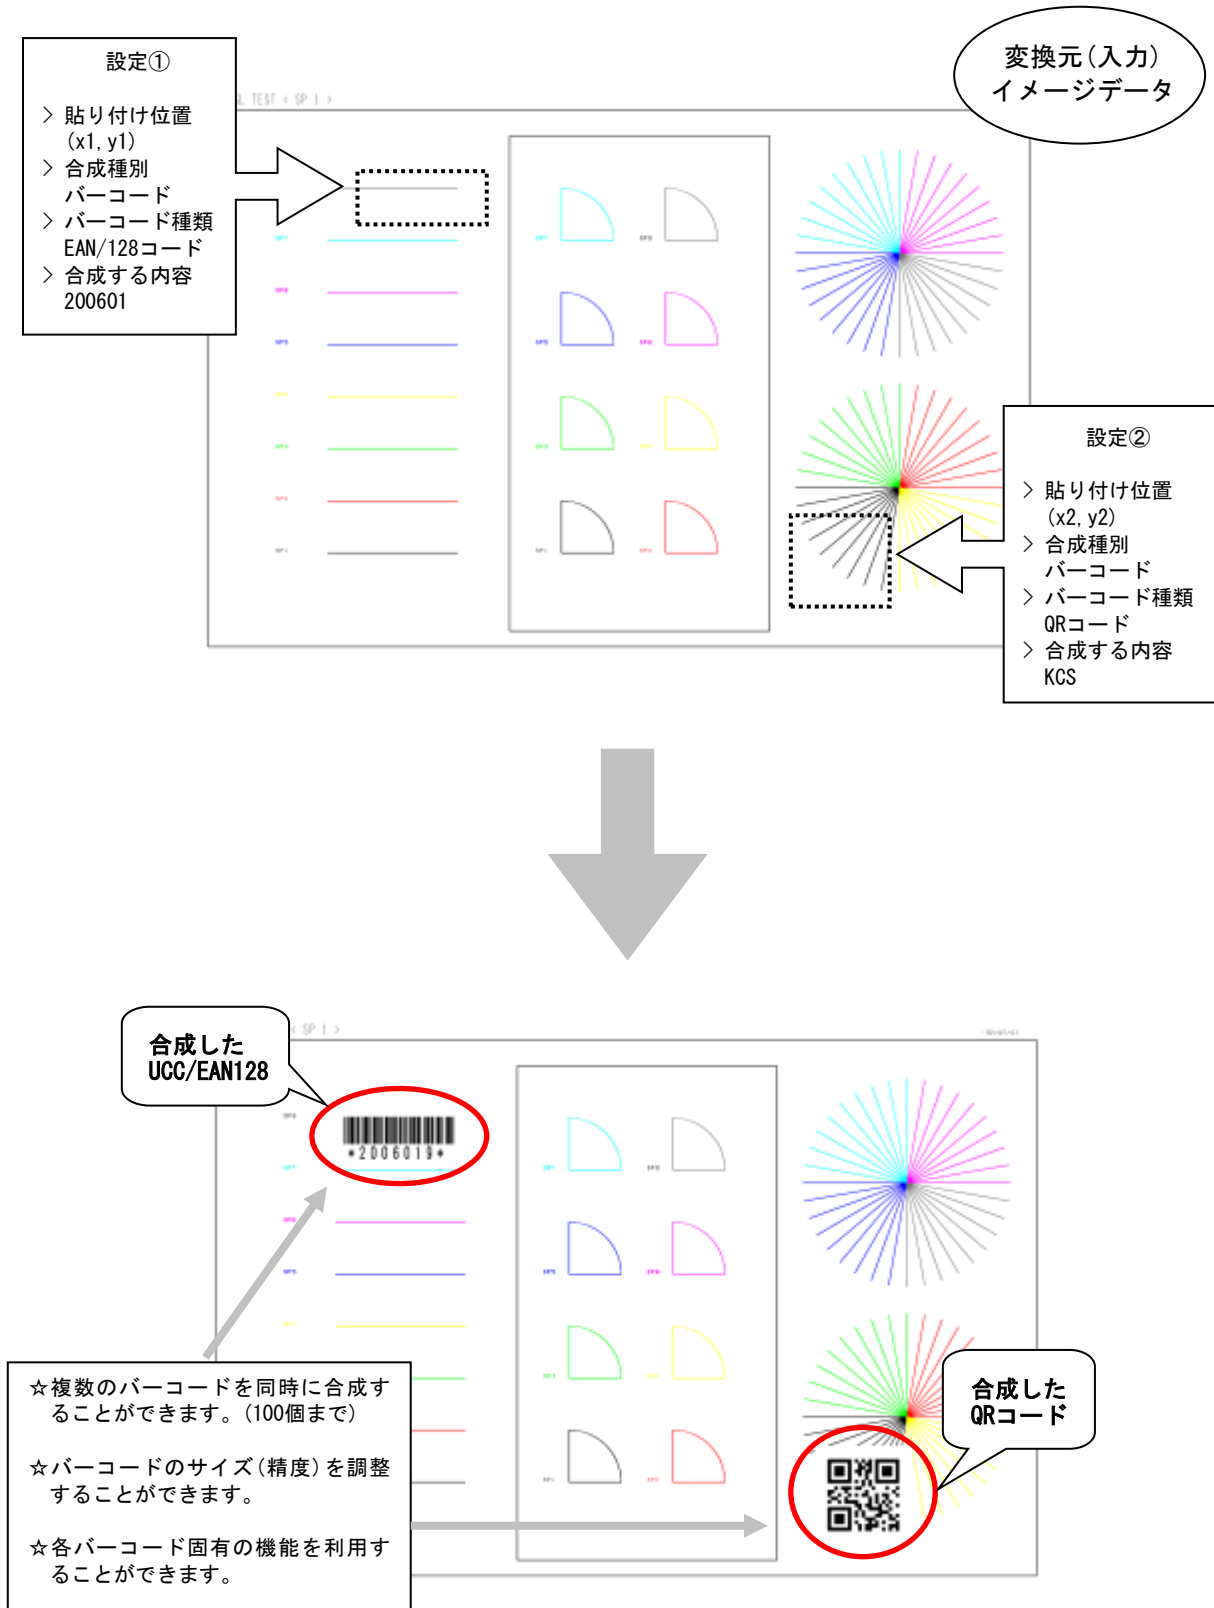 設定①
> 貼り付け位置
(x1, y1)
> 合成種別
バーコード
> バーコード種類
EAN/128コード
> 合成する内容
200601
TEST < SP 1 >
変換元(入力)
イメージデータ
設定②
> 貼り付け位置
(x2, y2)
> 合成種別
バーコード
> バーコード種類
QRコード
> 合成する内容
KCS
合成した
UCC/EAN128
< SP 1 >
*2006019*
合成した
QRコード
☆複数のバーコードを同時に合成す
ることができます。(100個まで)
☆バーコードのサイズ(精度)を調整
することができます。
☆各バーコード固有の機能を利用す
ることができます。